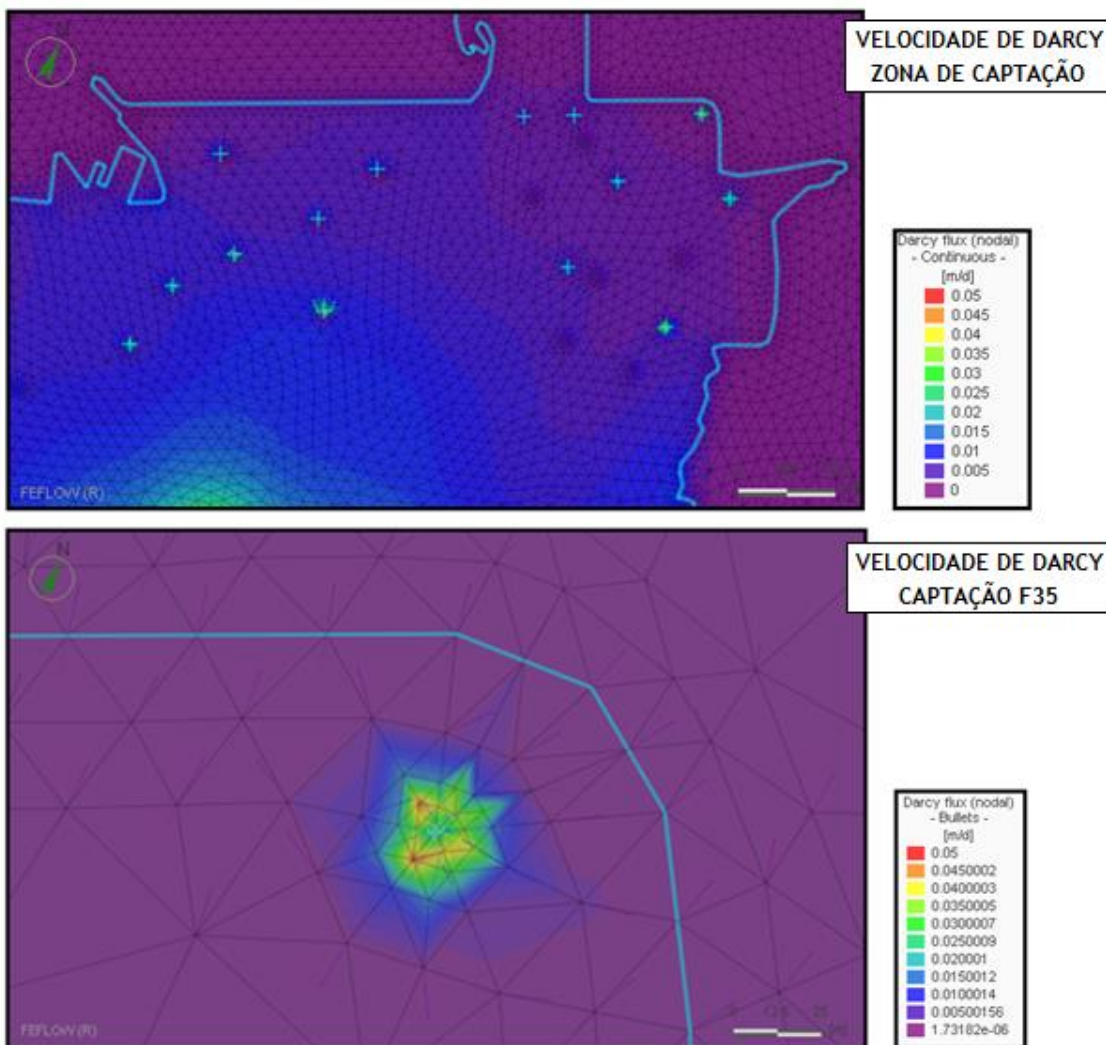 VELOCIDADE DE DARCY
ZONA DE CAPTAÇÃO
Darcy flux (nodal)
- Continuous -
[m/d]
0.05
0.045
0.04
0.035
0.03
0.025
0.02
0.015
0.01
0.005
0
FEFLOW (R)
N
VELOCIDADE DE DARCY
CAPTAÇÃO F35
Darcy flux (nodal)
- Bullets -
[m/d]
0.05
0.0450002
0.0400003
0.0350005
0.0300007
0.0250009
0.020001
0.0150012
0.0100014
0.00500156
1.73182e-06
FEFLOW (R)